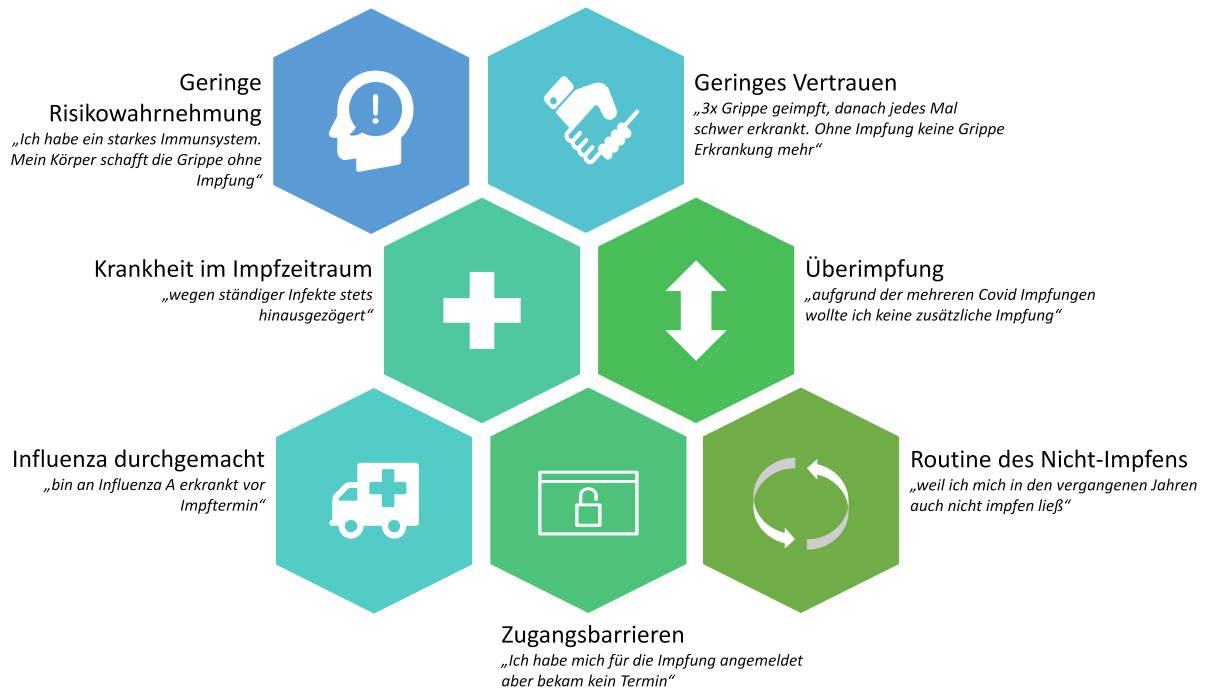 Geringe
Risikowahrnehmung
„Ich habe ein starkes Immunsystem.
Mein Körper schafft die Grippe ohne
Impfung“
Geringes Vertrauen
„3x Grippe geimpft, danach jedes Mal
schwer erkrankt. Ohne Impfung keine Grippe
Erkrankung mehr“
Krankheit im Impfzeitraum
„wegen ständiger Infekte stets
hinausgezögert“
Überimpfung
„aufgrund der mehreren Covid Impfungen
wollte ich keine zusätzliche Impfung“
Influenza durchgemacht
„bin an Influenza A erkrankt vor
Impftermin“
Routine des Nicht-Impfens
„weil ich mich in den vergangenen Jahren
auch nicht impfen ließ“
Zugangsbarrieren
„Ich habe mich für die Impfung angemeldet
aber bekam kein Termin“